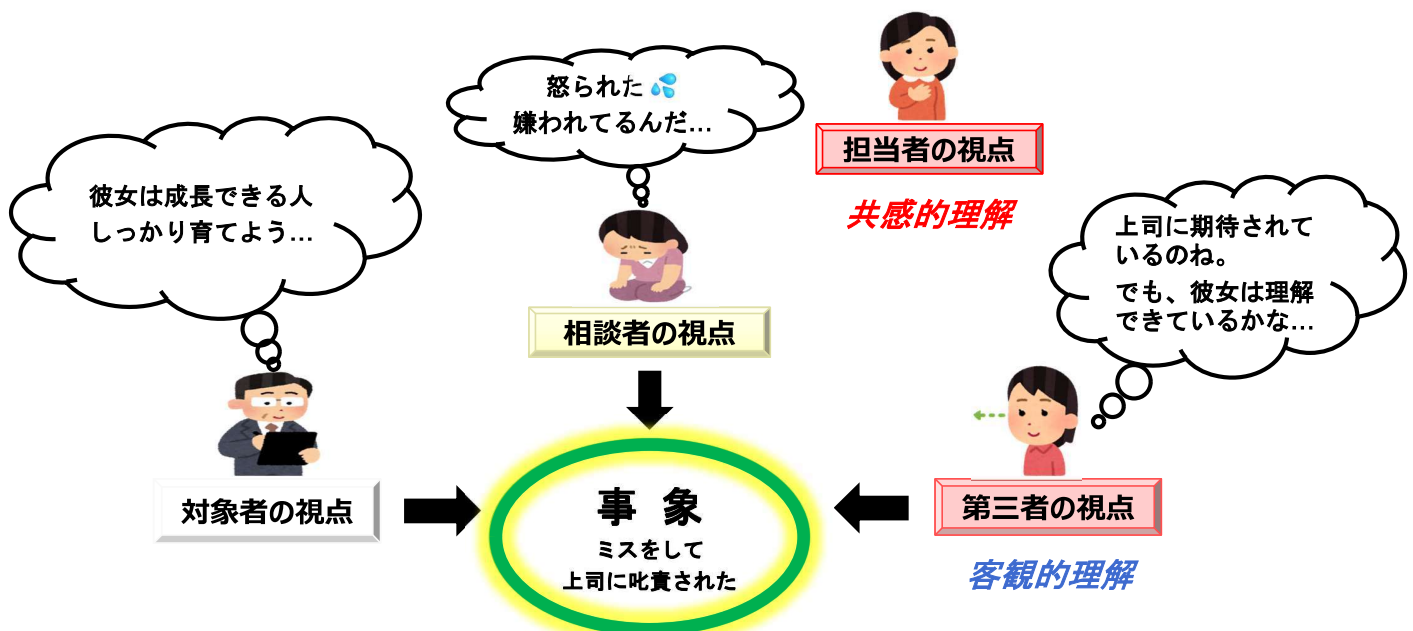 怒られた💦
嫌われてるんだ…
担当者の視点
共感的理解
彼女は成長できる人
しっかり育てよう…
上司に期待されて
いるのね。
でも、彼女は理解
できているかな…
相談者の視点
対象者の視点
事 象
ミスをして
上司に叱責された
第三者の視点
客観的理解